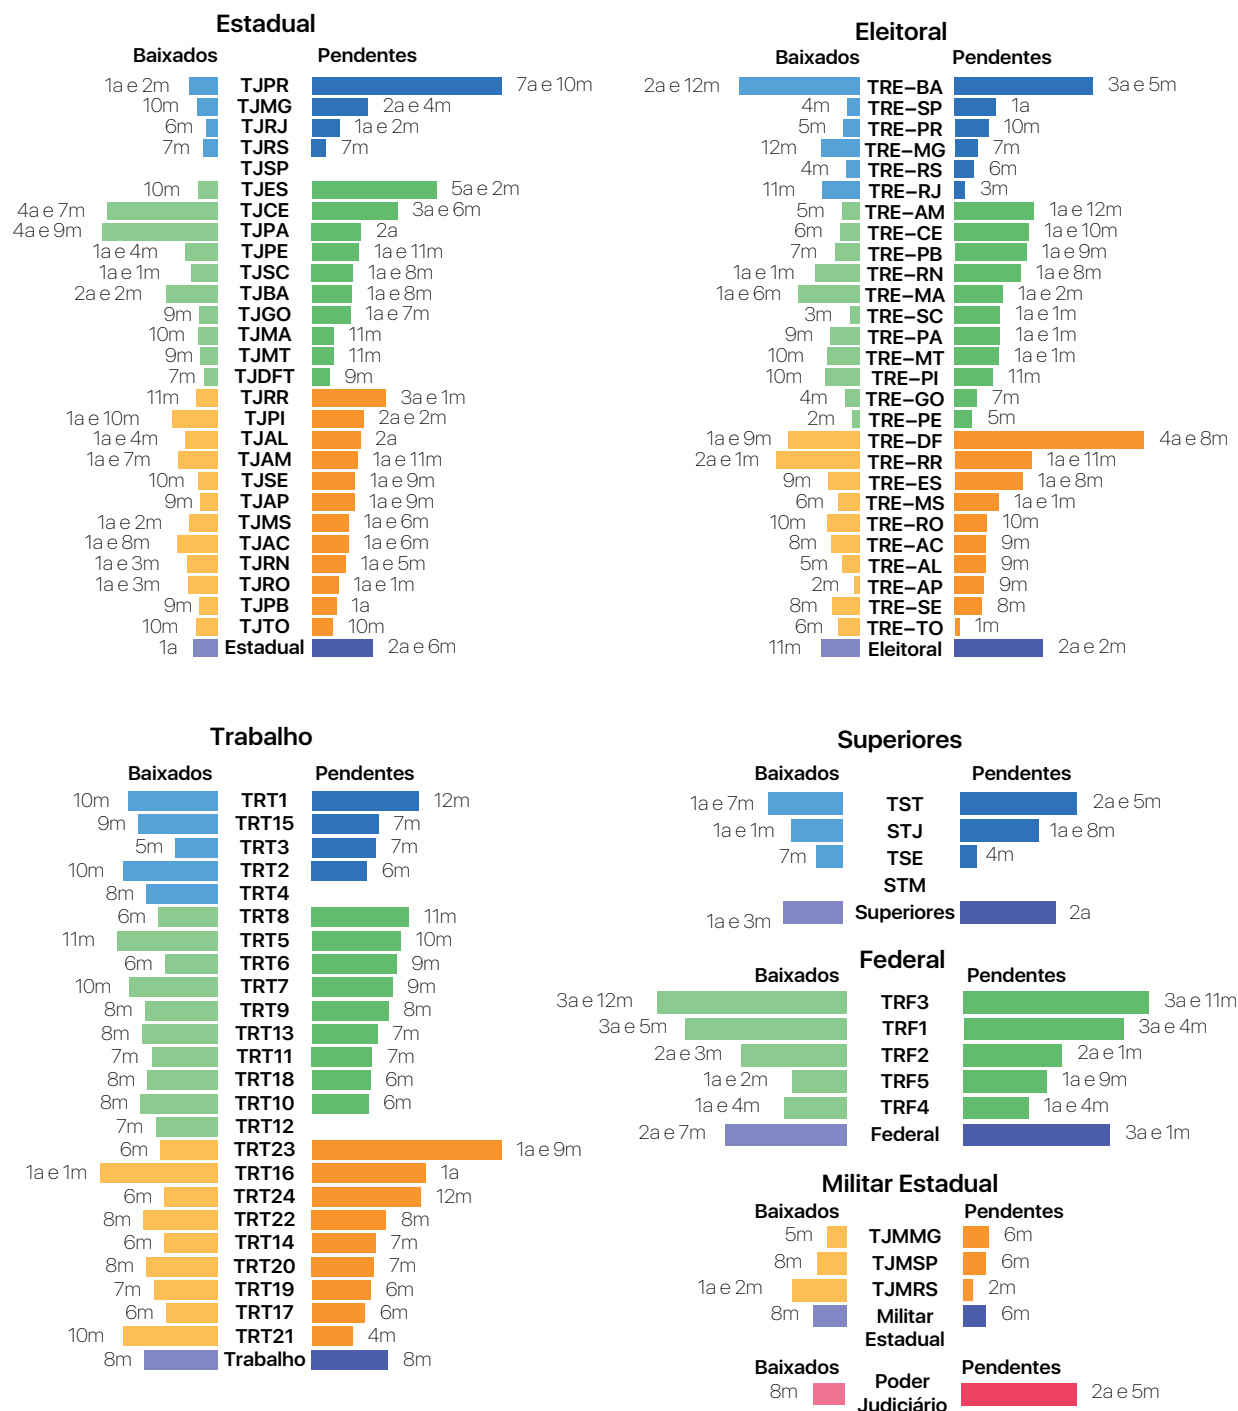 Estadual
Baixados Pendentes
1a e 2m TJPR 7a e 10m
10m TJMG 2a e 4m
6m TJRJ 1a e 2m
7m TJRS 7m
TJSP
10m TJES 5a e 2m
4a e 7m TJCE 3a e 6m
4a e 9m TJPA 2a
1a e 4m TJPE 1a e 11m
1a e 1m TJSC 1a e 8m
2a e 2m TJBA 1a e 8m
9m TJGO 1a e 7m
10m TJMA 11m
9m TJMT 11m
7m TJDFT 9m
11m TJRR 3a e 1m
1a e 10m TJPI 2a e 2m
1a e 4m TJAL 2a
1a e 7m TJAM 1a e 11m
10m TJSE 1a e 9m
9m TJAP 1a e 9m
1a e 2m TJMS 1a e 6m
1a e 8m TJAC 1a e 6m
1a e 3m TJRN 1a e 5m
1a e 3m TJRO 1a e 1m
9m TJPB 1a
10m TJTO 10m
1a Estadual 2a e 6m
Eleitoral
Baixados Pendentes
2a e 12m TRE–BA 3a e 5m
4m TRE–SP 1a
5m TRE–PR 10m
12m TRE–MG 7m
4m TRE–RS 6m
11m TRE–RJ 3m
5m TRE–AM 1a e 12m
6m TRE–CE 1a e 10m
7m TRE–PB 1a e 9m
1a e 1m TRE–RN 1a e 8m
1a e 6m TRE–MA 1a e 2m
3m TRE–SC 1a e 1m
9m TRE–PA 1a e 1m
10m TRE–MT 1a e 1m
10m TRE–PI 11m
4m TRE–GO 7m
2m TRE–PE 5m
1a e 9m TRE–DF 4a e 8m
2a e 1m TRE–RR 1a e 11m
9m TRE–ES 1a e 8m
6m TRE–MS 1a e 1m
10m TRE–RO 10m
8m TRE–AC 9m
5m TRE–AL 9m
2m TRE–AP 9m
8m TRE–SE 8m
6m TRE–TO 1m
11m Eleitoral 2a e 2m
Trabalho
Baixados Pendentes
10m TRT1 12m
9m TRT15 7m
5m TRT3 7m
10m TRT2 6m
8m TRT4
6m TRT8 11m
11m TRT5 10m
6m TRT6 9m
10m TRT7 9m
8m TRT9 8m
8m TRT13 7m
7m TRT11 7m
8m TRT18 6m
8m TRT10 6m
7m TRT12
6m TRT23 1a e 9m
1a e 1m TRT16 1a
6m TRT24 12m
8m TRT22 8m
6m TRT14 7m
8m TRT20 7m
7m TRT19 6m
6m TRT17 6m
10m TRT21 4m
8m Trabalho 8m
Superiores
Baixados Pendentes
1a e 7m TST 2a e 5m
1a e 1m STJ 1a e 8m
7m TSE 4m
STM
1a e 3m Superiores 2a
Federal
Baixados Pendentes
3a e 12m TRF3 3a e 11m
3a e 5m TRF1 3a e 4m
2a e 3m TRF2 2a e 1m
1a e 2m TRF5 1a e 9m
1a e 4m TRF4 1a e 4m
2a e 7m Federal 3a e 1m
Militar Estadual
Baixados Pendentes
5m TJMMG 6m
8m TJMSP 6m
1a e 2m TJMRS 2m
8m Militar 6m
Estadual
Baixados Pendentes
8m Poder 2a e 5m
Judiciário